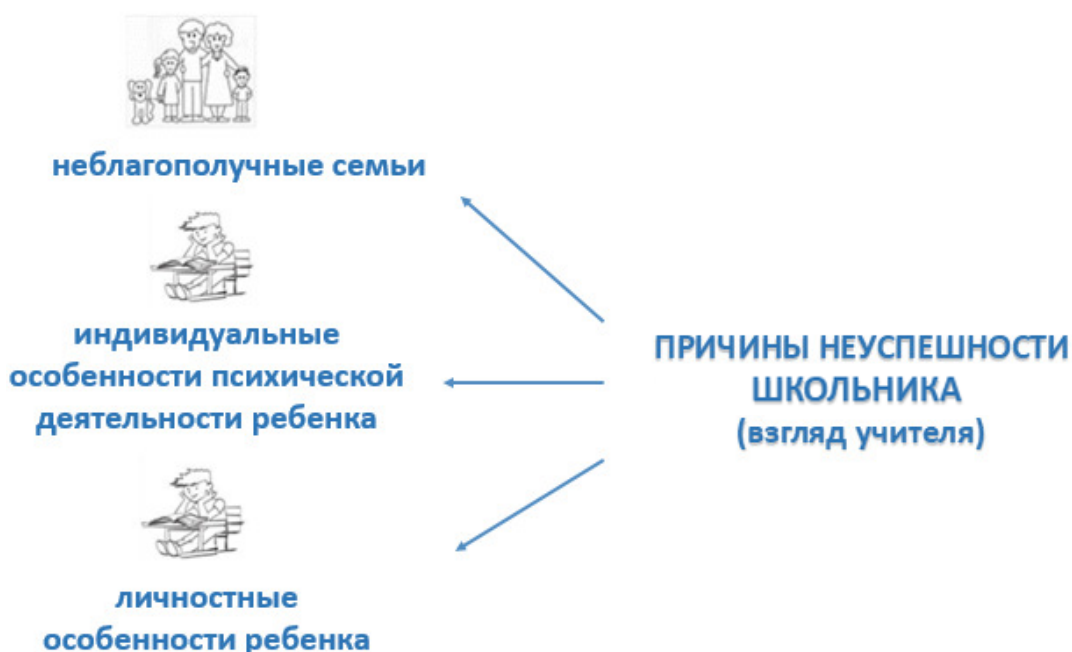 неблагополучные семьи
индивидуальные
особенности психической
деятельности ребенка
личностные
особенности ребенка
ПРИЧИНЫ НЕУСПЕШНОСТИ
ШКОЛЬНИКА
(взгляд учителя)